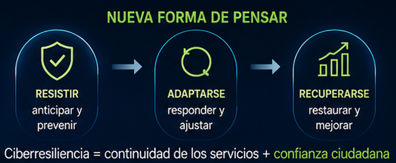 NUEVA FORMA DE PENSAR
RESISTIR
anticipar y
prevenir
ADAPTARSE
responder y
ajustar
RECUPERARSE
restaurar y
mejorar
Ciberresiliencia = continuidad de los servicios + confianza ciudadana